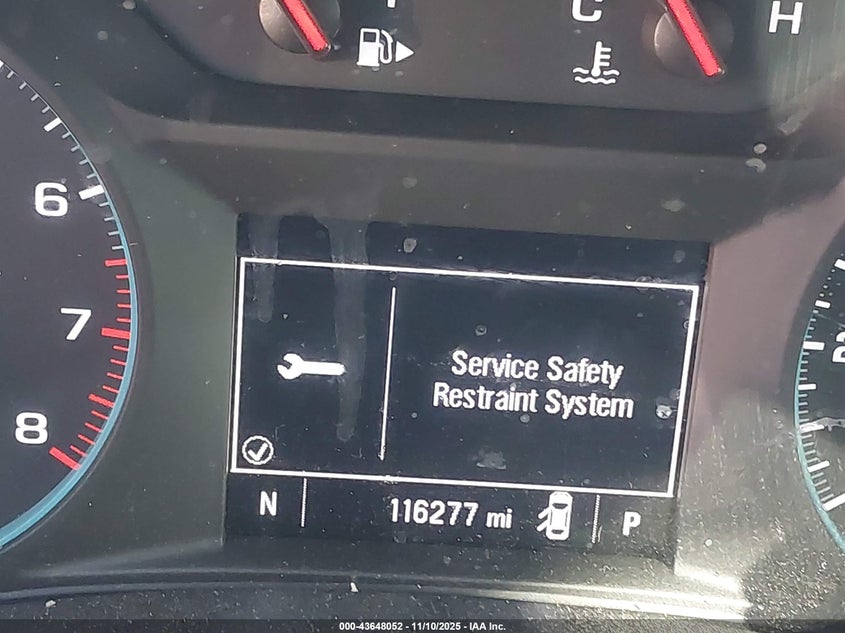 C
H
6
7
8
Service Safety
Restraint System
N
116277 mi
P
000-43648052 - 11/10/2025 - IAA Inc.